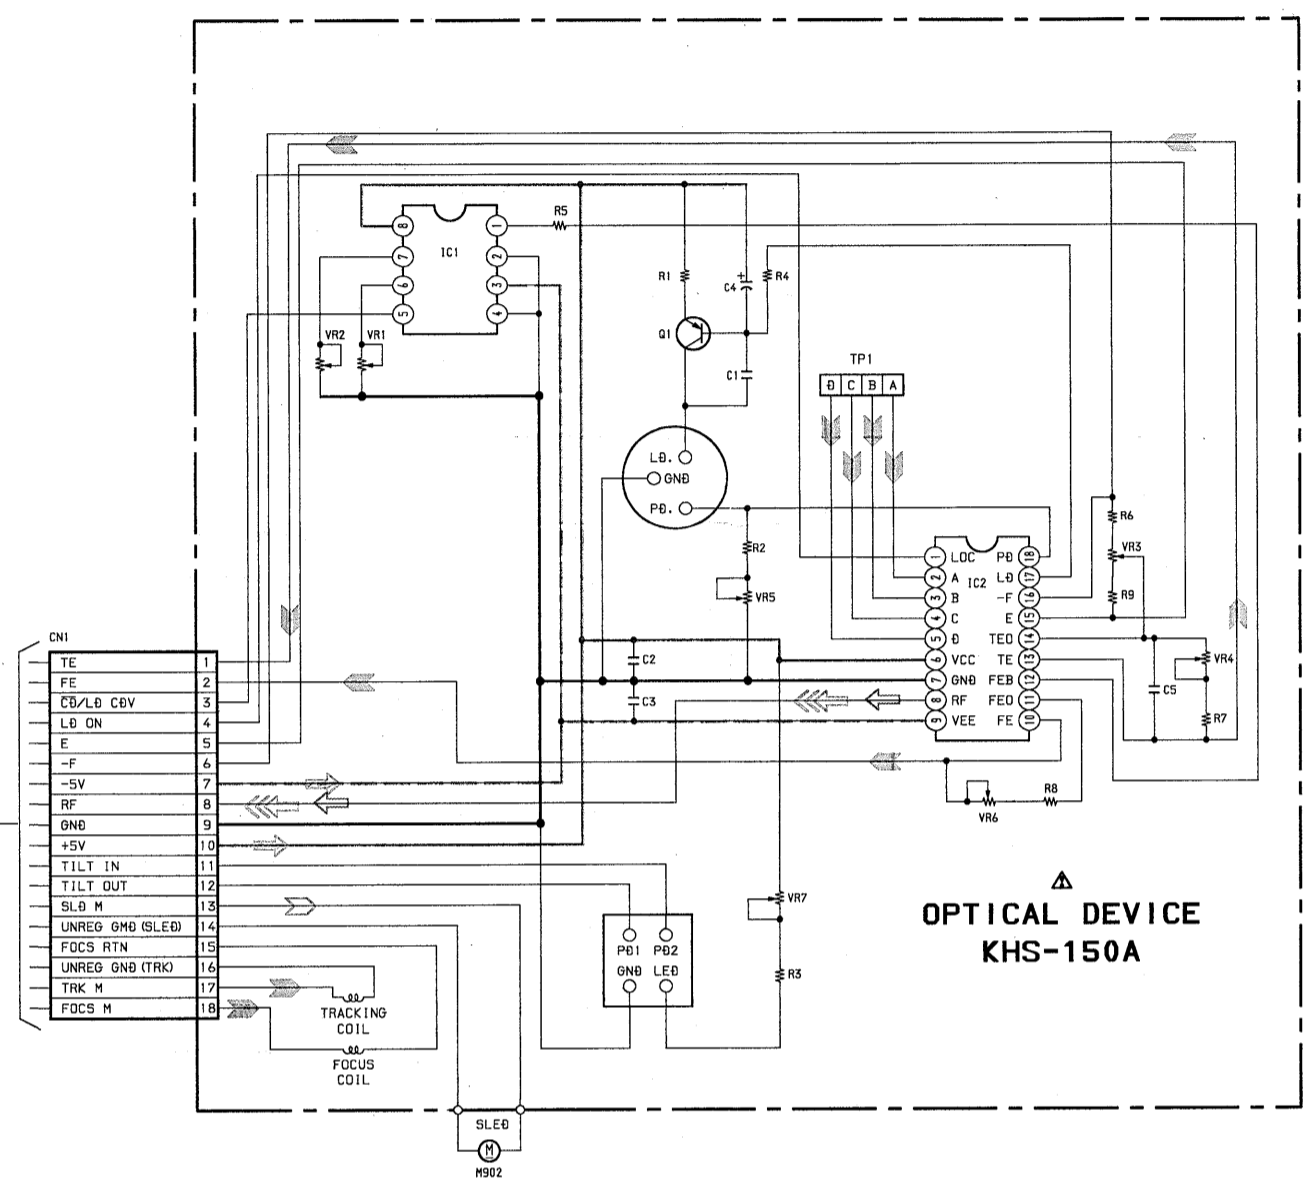 R5
8
1
IC1
7
2
6
3
5
4
VR2
VR1
R1
C4
+
R4
Q1
C1
TP1
D C B A
LD.
GND
PD.
R2
VR5
R6
VR3
R9
VR4
C5
R7
IC2
1 LOC PD 18
2 A LD 17
3 B -F 16
4 C E 15
5 D TEO 14
6 VCC TE 13
7 GND FEB 12
8 RF FEO 11
9 VEE FE 10
C2
C3
R8
VR6
CN1
TE 1
FE 2
CD/LD CDV 3
LD ON 4
E 5
-F 6
-5V 7
RF 8
GND 9
+5V 10
TILT IN 11
TILT OUT 12
SLD M 13
UNREG GMD (SLED) 14
FOCS RTN 15
UNREG GND (TRK) 16
TRK M 17
FOCS M 18
TRACKING
COIL
FOCUS
COIL
PD1 PD2
GND LED
VR7
R3
OPTICAL DEVICE
KHS-150A
SLED
M
M902